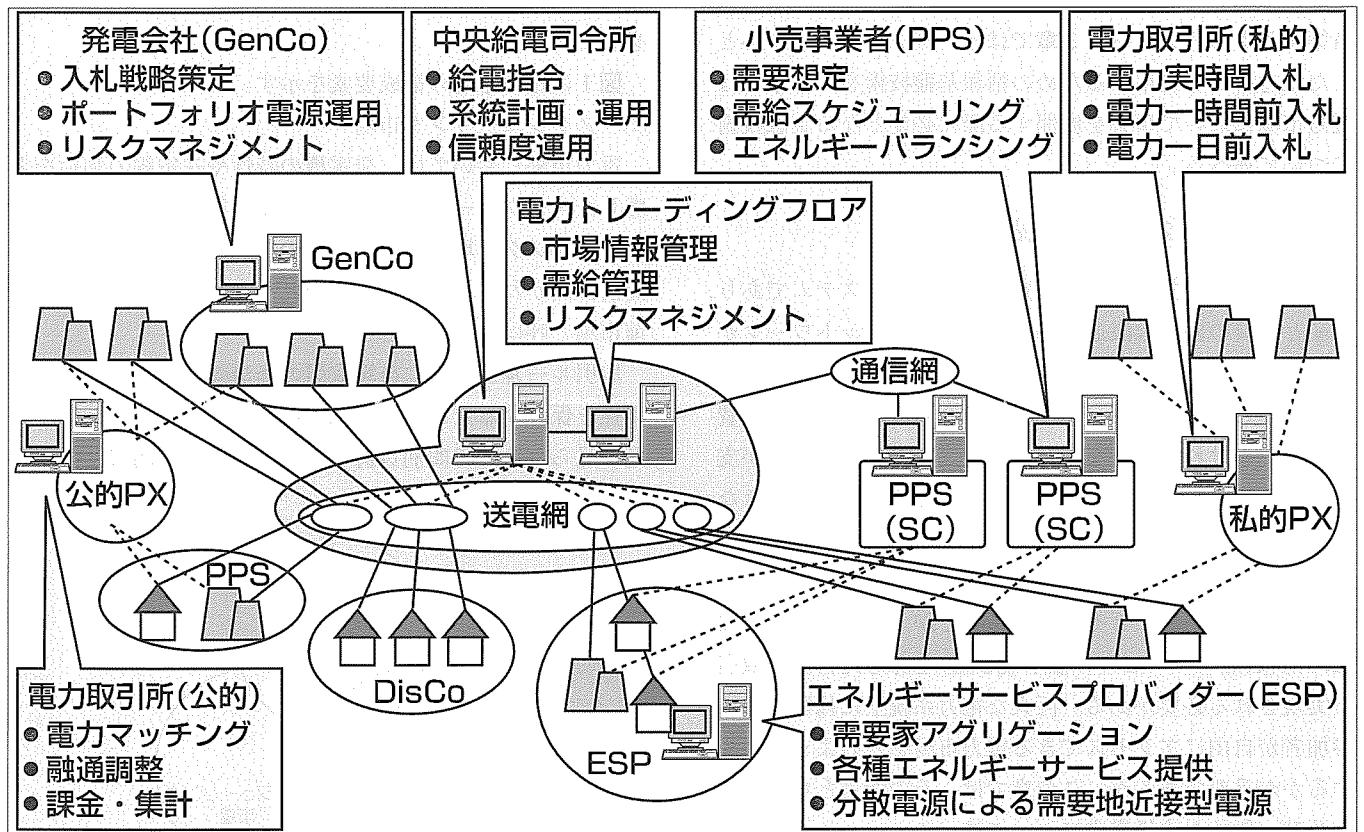 発電会社(GenCo)
●入札戦略策定
●ポートフォリオ電源運用
●リスクマネジメント
中央給電司令所
●給電指令
●系統計画・運用
●信頼度運用
小売事業者(PPS)
●需要想定
●需給スケジューリング
●エネルギーバランシング
電力取引所(私的)
●電力実時間入札
●電力一時間前入札
●電力一日前入札
電力トレーディングフロア
●市場情報管理
●需給管理
●リスクマネジメント
GenCo
通信網
公的PX
送電網
PPS
(SC)
PPS
(SC)
私的PX
PPS
DisCo
ESP
電力取引所(公的)
●電力マッチング
●融通調整
●課金・集計
エネルギーサービスプロバイダー(ESP)
●需要家アグリゲーション
●各種エネルギーサービス提供
●分散電源による需要地近接型電源